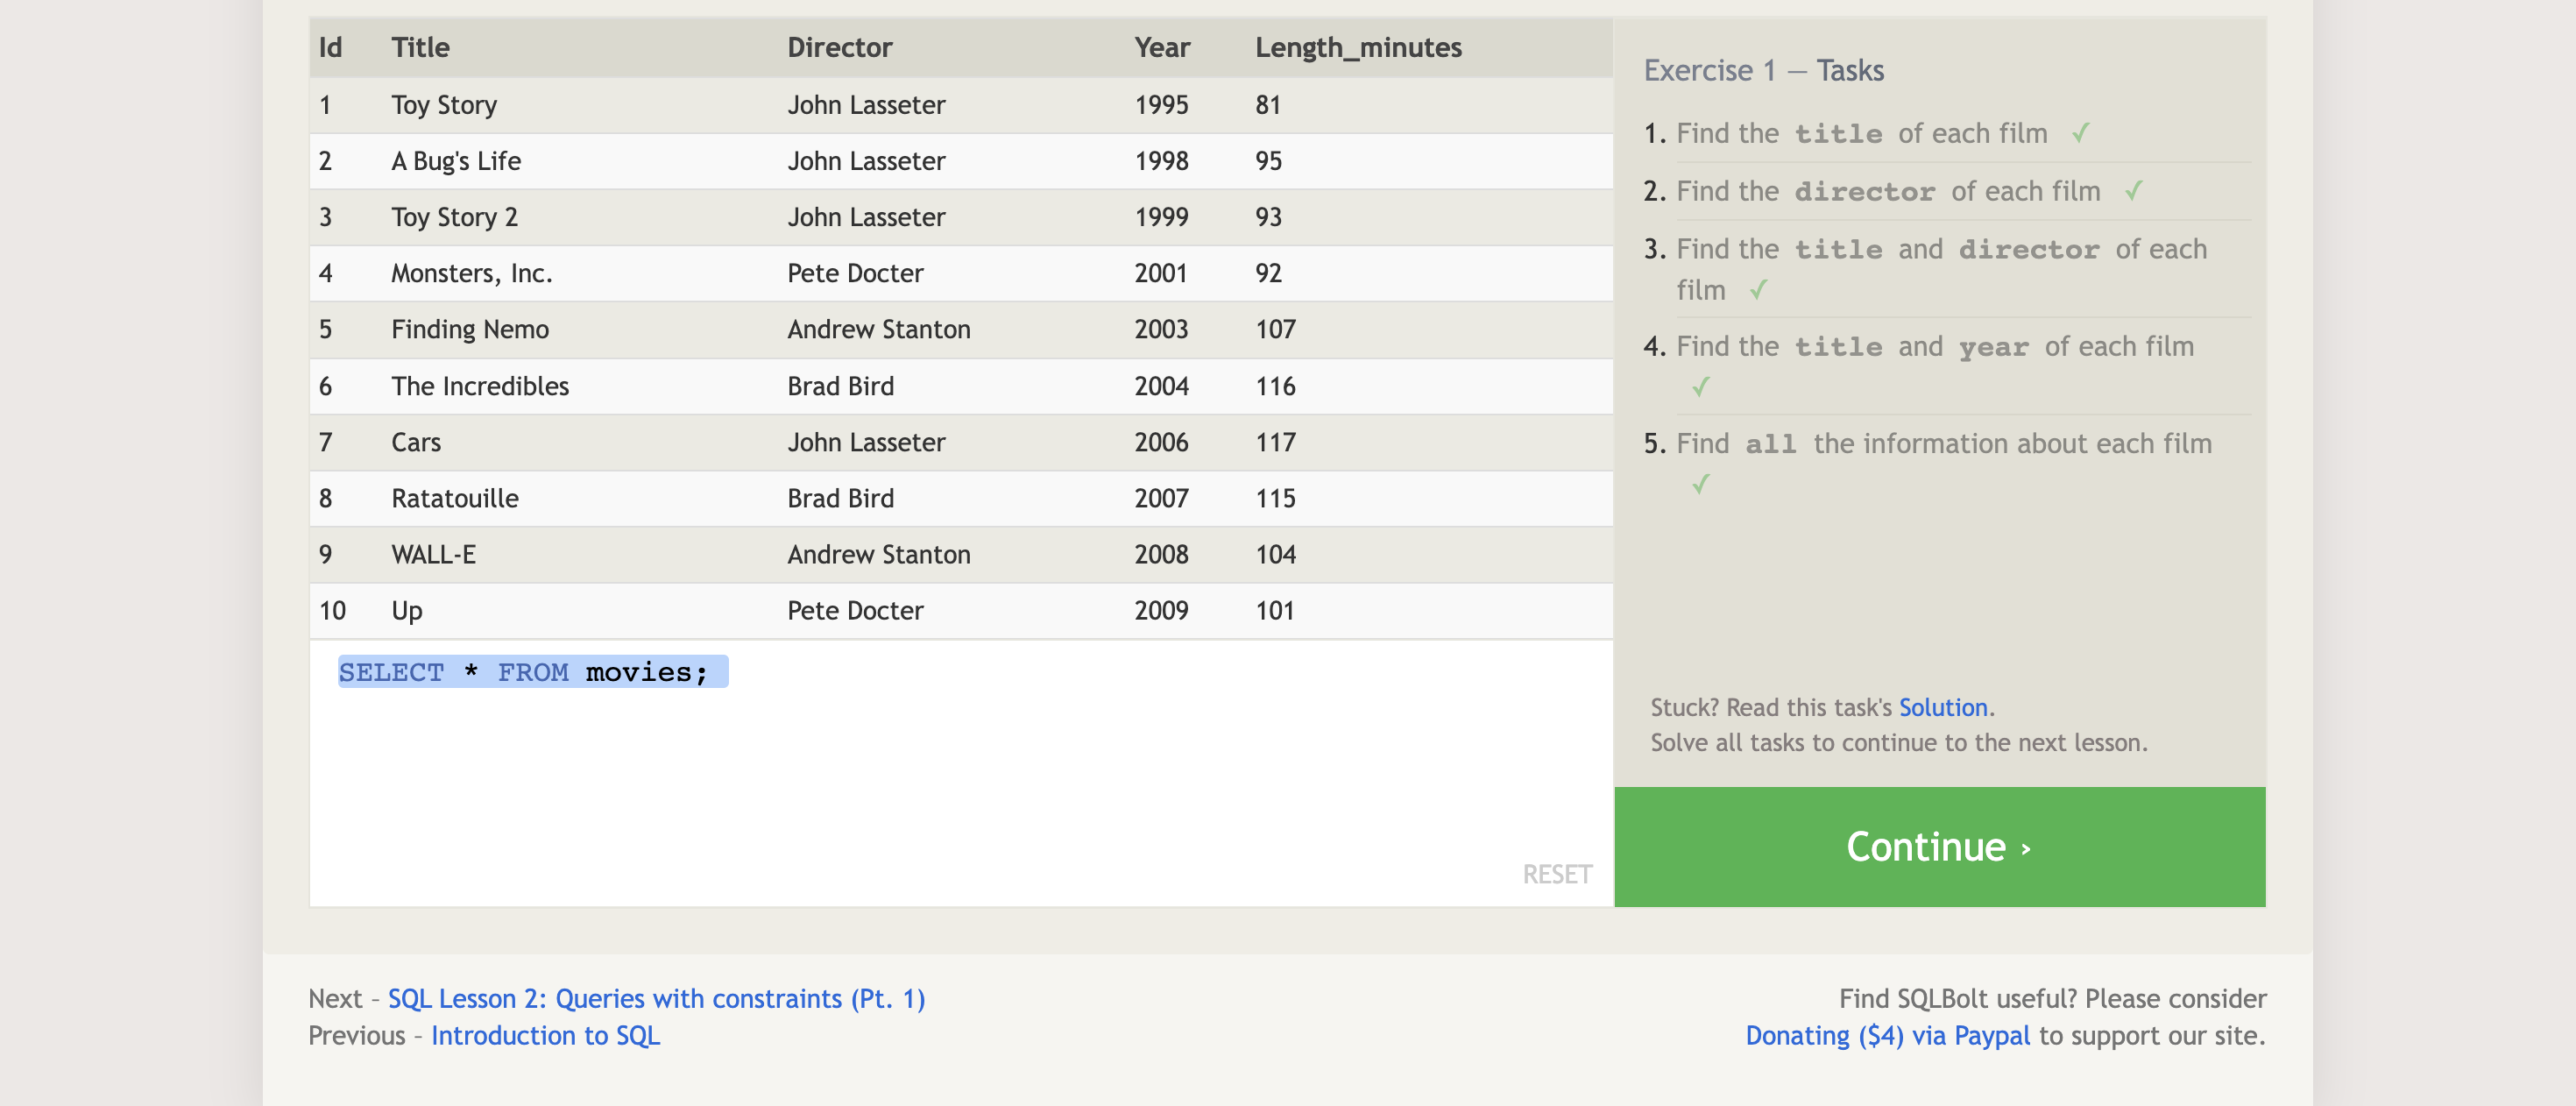 Id Title Director Year Length_minutes
1 Toy Story John Lasseter 1995 81
2 A Bug's Life John Lasseter 1998 95
3 Toy Story 2 John Lasseter 1999 93
4 Monsters, Inc. Pete Docter 2001 92
5 Finding Nemo Andrew Stanton 2003 107
6 The Incredibles Brad Bird 2004 116
7 Cars John Lasseter 2006 117
8 Ratatouille Brad Bird 2007 115
9 WALL-E Andrew Stanton 2008 104
10 Up Pete Docter 2009 101
SELECT * FROM movies;
RESET
Exercise 1 — Tasks
1. Find the title of each film ✓
2. Find the director of each film ✓
3. Find the title and director of each
film ✓
4. Find the title and year of each film
✓
5. Find all the information about each film
✓
Stuck? Read this task's Solution.
Solve all tasks to continue to the next lesson.
Continue ›
Next – SQL Lesson 2: Queries with constraints (Pt. 1)
Previous – Introduction to SQL
Find SQLBolt useful? Please consider
Donating ($4) via Paypal to support our site.